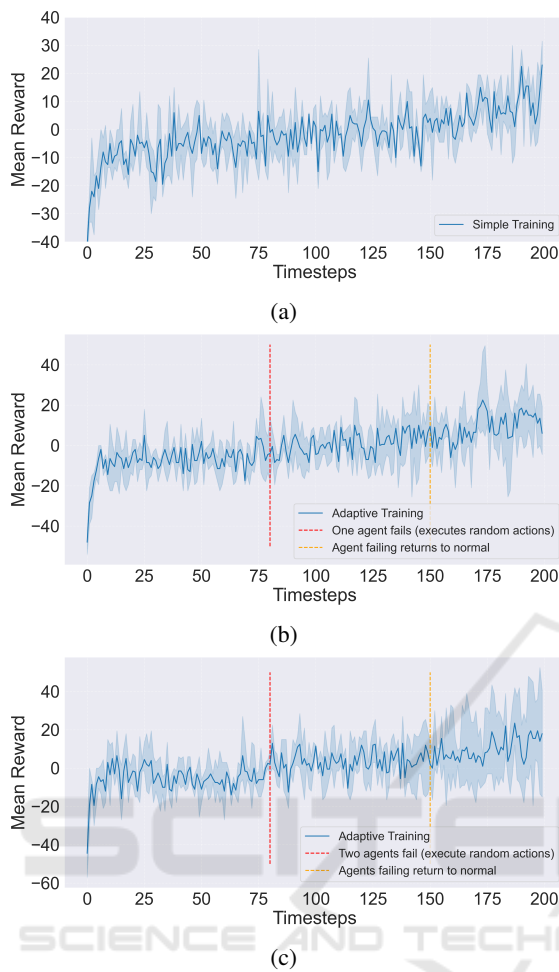 40
30
20
10
0
−10
−20
−30
−40
Mean Reward
Simple Training
0 25 50 75 100 125 150 175 200
Timesteps
(a)
40
20
0
−20
−40
Mean Reward
Adaptive Training
One agent fails (executes random actions)
Agent failing returns to normal
0 25 50 75 100 125 150 175 200
Timesteps
(b)
40
20
0
−20
−40
−60
Mean Reward
Adaptive Training
Two agents fail (execute random actions)
Agents failing return to normal
0 25 50 75 100 125 150 175 200
Timesteps
(c)
SCIENCE AND TECH